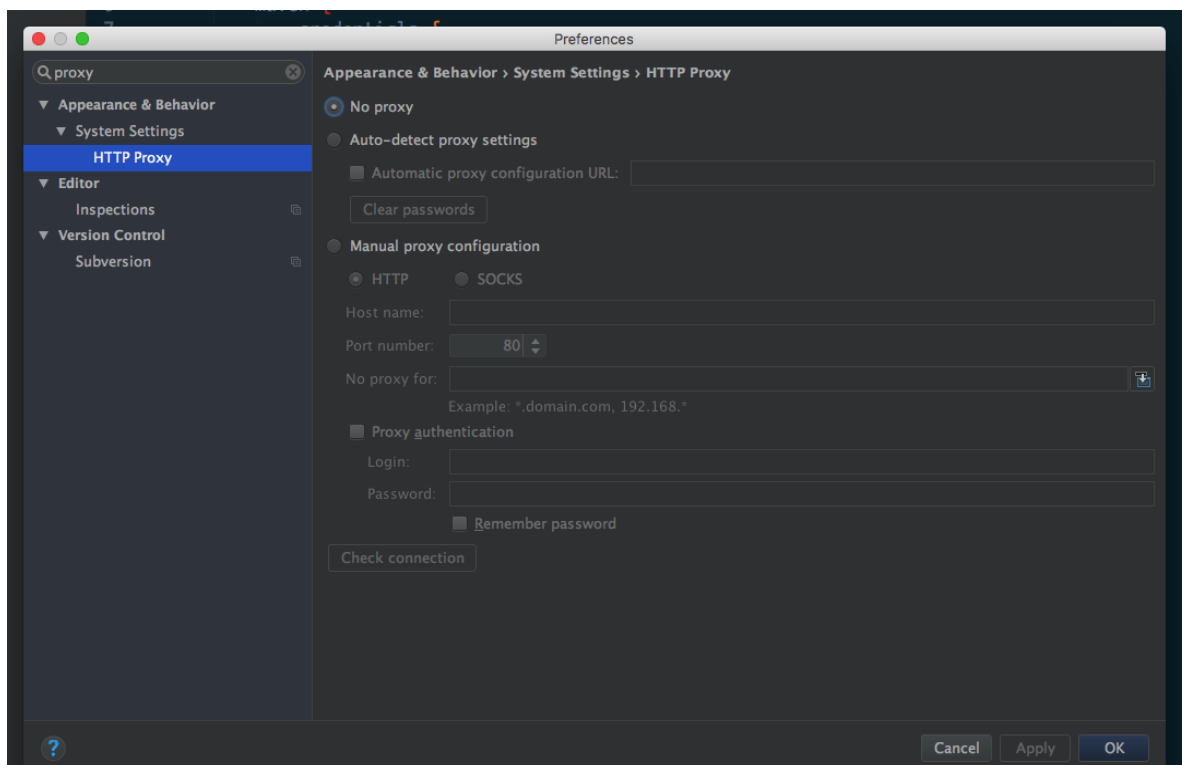 7 credentials {
Preferences
proxy
Appearance & Behavior
System Settings
HTTP Proxy
Editor
Inspections
Version Control
Subversion
Appearance & Behavior › System Settings › HTTP Proxy
No proxy
Auto-detect proxy settings
Automatic proxy configuration URL:
Clear passwords
Manual proxy configuration
HTTP SOCKS
Host name:
Port number: 80
No proxy for:
Example: *.domain.com, 192.168.*
Proxy authentication
Login:
Password:
Remember password
Check connection
? Cancel Apply OK